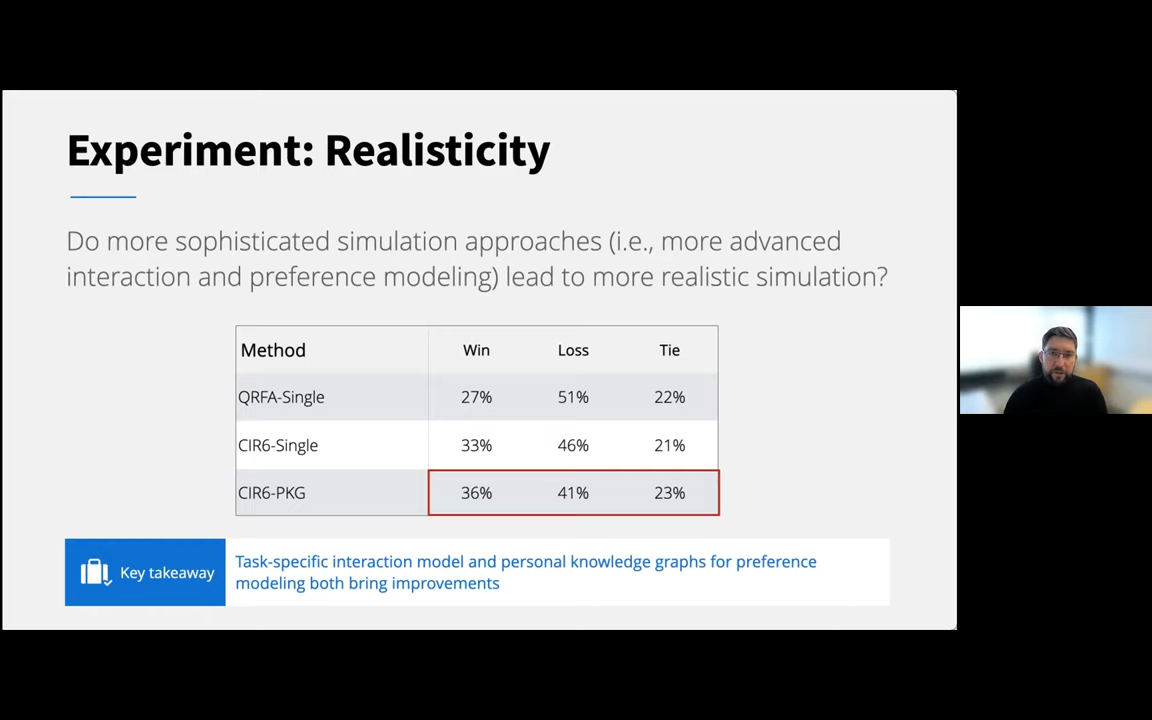 Experiment: Realisticity
Do more sophisticated simulation approaches (i.e., more advanced
interaction and preference modeling) lead to more realistic simulation?
Method Win Loss Tie
QRFA-Single 27% 51% 22%
CIR6-Single 33% 46% 21%
CIR6-PKG 36% 41% 23%
Key takeaway
Task-specific interaction model and personal knowledge graphs for preference
modeling both bring improvements